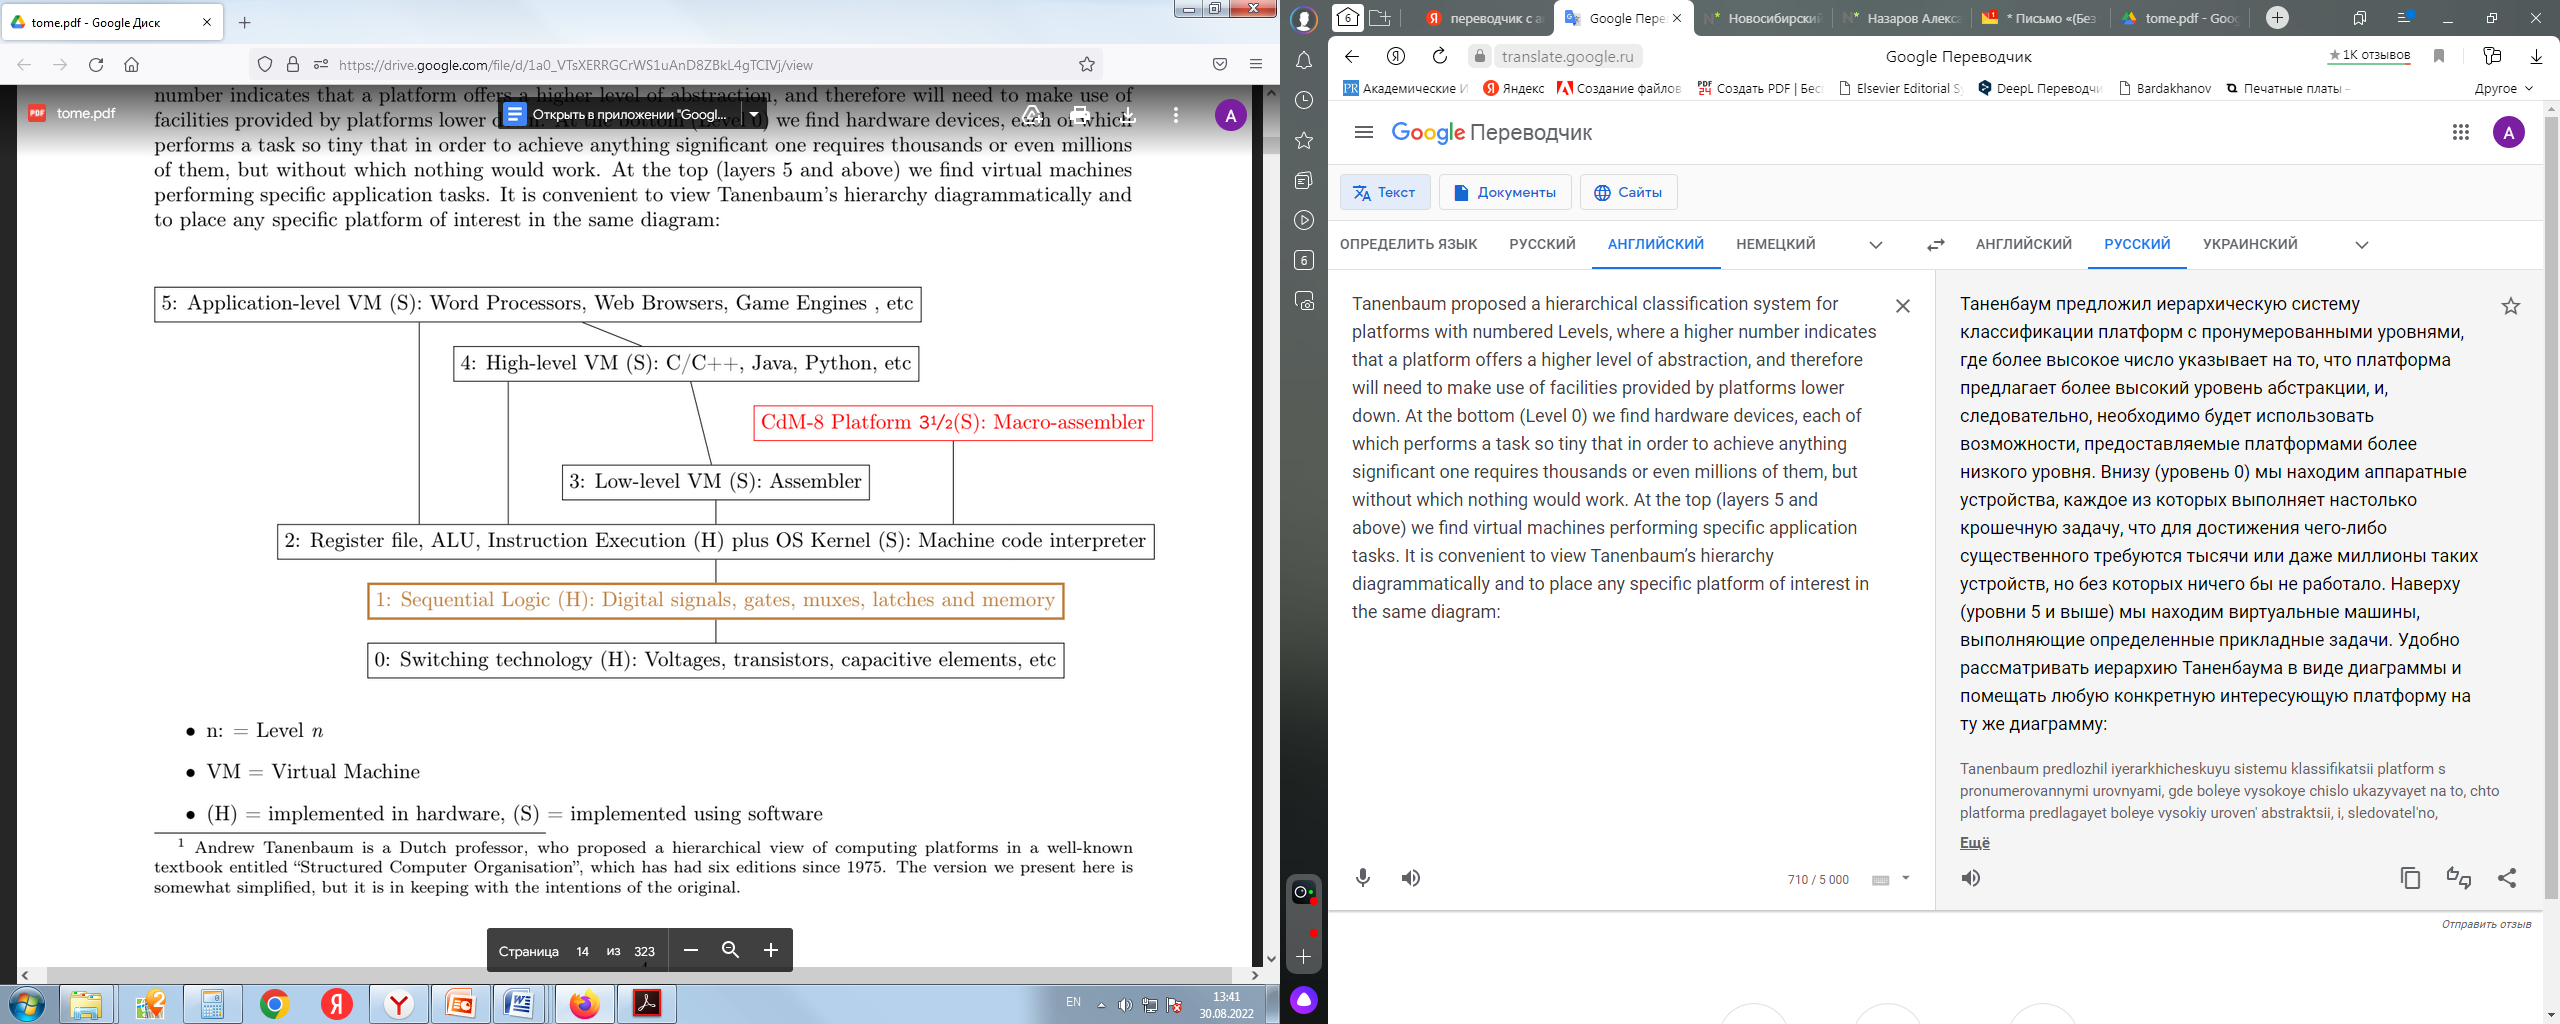 tome.pdf - Google Диск
https://drive.google.com/file/d/1a0_VTsXERRGCrWS1uAnD8ZBkL4gTCIVj/view
tome.pdf
Открыть в приложении "Googl...
A
number indicates that a platform offers a higher level of abstraction, and therefore will need to make use of
facilities provided by platforms lower we find hardware devices, each of which
performs a task so tiny that in order to achieve anything significant one requires thousands or even millions
of them, but without which nothing would work. At the top (layers 5 and above) we find virtual machines
performing specific application tasks. It is convenient to view Tanenbaum's hierarchy diagrammatically and
to place any specific platform of interest in the same diagram:
5: Application-level VM (S): Word Processors, Web Browsers, Game Engines , etc
4: High-level VM (S): C/C++, Java, Python, etc
CdM-8 Platform 3½(S): Macro-assembler
3: Low-level VM (S): Assembler
2: Register file, ALU, Instruction Execution (H) plus OS Kernel (S): Machine code interpreter
1: Sequential Logic (H): Digital signals, gates, muxes, latches and memory
0: Switching technology (H): Voltages, transistors, capacitive elements, etc
• n: = Level n
• VM = Virtual Machine
• (H) = implemented in hardware, (S) = implemented using software
1 Andrew Tanenbaum is a Dutch professor, who proposed a hierarchical view of computing platforms in a well-known
textbook entitled “Structured Computer Organisation”, which has had six editions since 1975. The version we present here is
somewhat simplified, but it is in keeping with the intentions of the original.
Страница 14 из 323
EN
13:41
30.08.2022
6
переводчик с а
Google Пере
Новосибирский
Назаров Алекса
* Письмо «(Без
tome.pdf - Goo
translate.google.ru
Google Переводчик
1K отзывов
Академические И
Яндекс
Создание файлов
Создать PDF | Бес
Elsevier Editorial Sy
DeepL Переводчи
Bardakhanov
Печатные платы –
Другое
Google Переводчик
A
Текст
Документы
Сайты
ОПРЕДЕЛИТЬ ЯЗЫК
РУССКИЙ
АНГЛИЙСКИЙ
НЕМЕЦКИЙ
АНГЛИЙСКИЙ
РУССКИЙ
УКРАИНСКИЙ
6
Tanenbaum proposed a hierarchical classification system for
platforms with numbered Levels, where a higher number indicates
that a platform offers a higher level of abstraction, and therefore
will need to make use of facilities provided by platforms lower
down. At the bottom (Level 0) we find hardware devices, each of
which performs a task so tiny that in order to achieve anything
significant one requires thousands or even millions of them, but
without which nothing would work. At the top (layers 5 and
above) we find virtual machines performing specific application
tasks. It is convenient to view Tanenbaum’s hierarchy
diagrammatically and to place any specific platform of interest in
the same diagram:
710 / 5 000
Таненбаум предложил иерархическую систему
классификации платформ с пронумерованными уровнями,
где более высокое число указывает на то, что платформа
предлагает более высокий уровень абстракции, и,
следовательно, необходимо будет использовать
возможности, предоставляемые платформами более
низкого уровня. Внизу (уровень 0) мы находим аппаратные
устройства, каждое из которых выполняет настолько
крошечную задачу, что для достижения чего-либо
существенного требуются тысячи или даже миллионы таких
устройств, но без которых ничего бы не работало. Наверху
(уровни 5 и выше) мы находим виртуальные машины,
выполняющие определенные прикладные задачи. Удобно
рассматривать иерархию Таненбаума в виде диаграммы и
помещать любую конкретную интересующую платформу на
ту же диаграмму:
Tanenbaum predlozhil iyerarkhicheskuyu sistemu klassifikatsii platform s
pronumerovannymi urovnyami, gde boleye vysokoye chislo ukazyvayet na to, chto
platforma predlagayet boleye vysokiy uroven' abstraktsii, i, sledovatel'no,
Ещё
Отправить отзыв